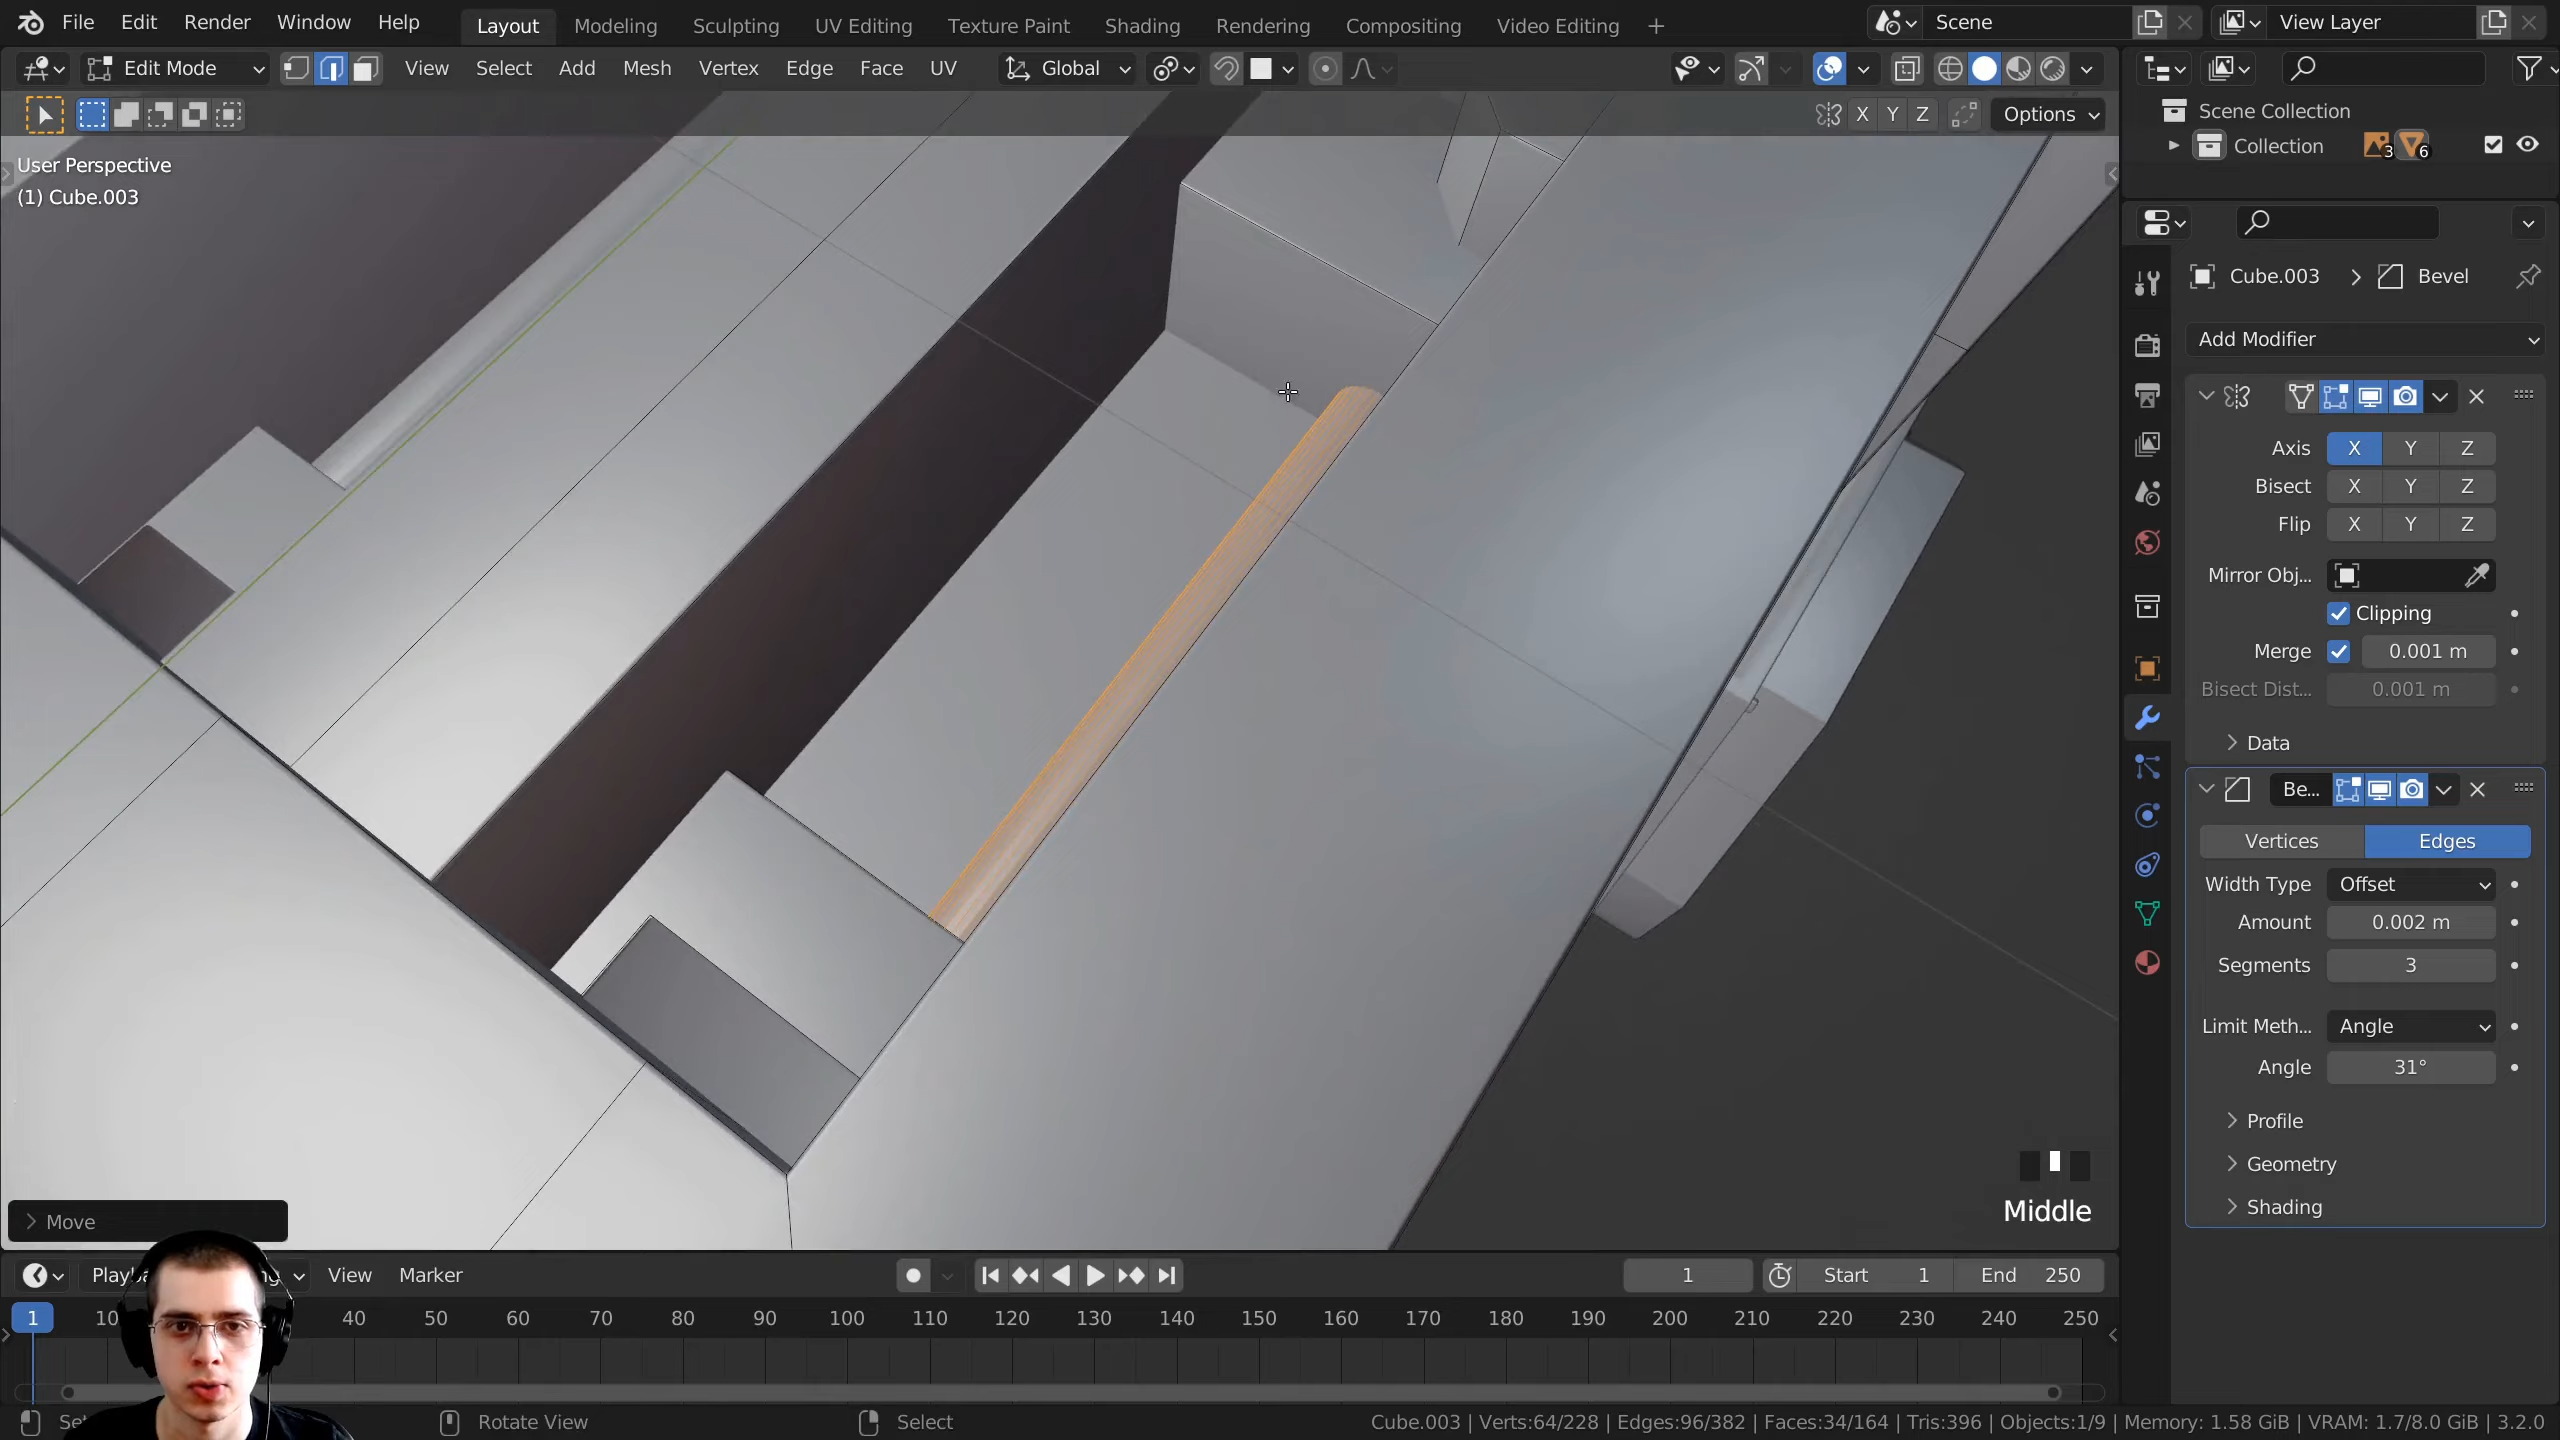 File Edit Render Window Help Layout Modeling Sculpting UV Editing Texture Paint Shading Rendering Compositing Video Editing + Scene View Layer
Edit Mode View Select Add Mesh Vertex Edge Face UV Global
X Y Z Options
User Perspective
(1) Cube.003
Scene Collection
Collection 3 6
Cube.003 > Bevel
Add Modifier
Axis X Y Z
Bisect X Y Z
Flip X Y Z
Mirror Obj...
Clipping
Merge 0.001 m
Bisect Dist... 0.001 m
Data
Be...
Vertices Edges
Width Type Offset
Amount 0.002 m
Segments 3
Limit Meth... Angle
Angle 31°
Profile
Geometry
Shading
Middle
Move
View Marker 1 Start 1 End 250
1 10 40 50 60 70 80 90 100 110 120 130 140 150 160 170 180 190 200 210 220 230 240 250
Rotate View Select Cube.003 | Verts:64/228 | Edges:96/382 | Faces:34/164 | Tris:396 | Objects:1/9 | Memory: 1.58 GiB | VRAM: 1.7/8.0 GiB | 3.2.0